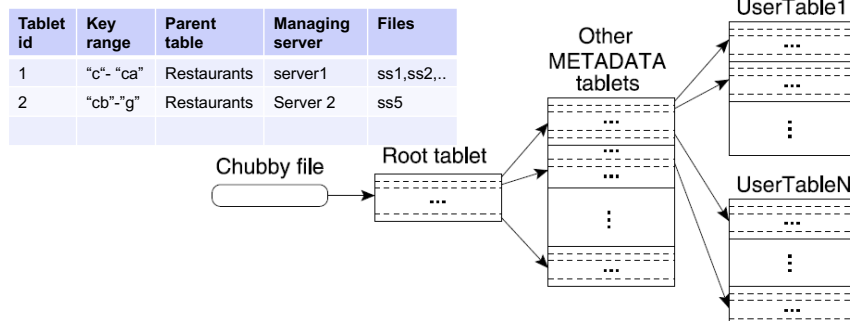 Tablet id Key range Parent table Managing server Files
1 “c“- “ca” Restaurants server1 ss1,ss2,..
2 “cb”-”g” Restaurants Server 2 ss5
Chubby file
Root tablet
...
Other
METADATA
tablets
...
...
...
...
...
UserTable1
...
...
...
UserTableN
...
...
...